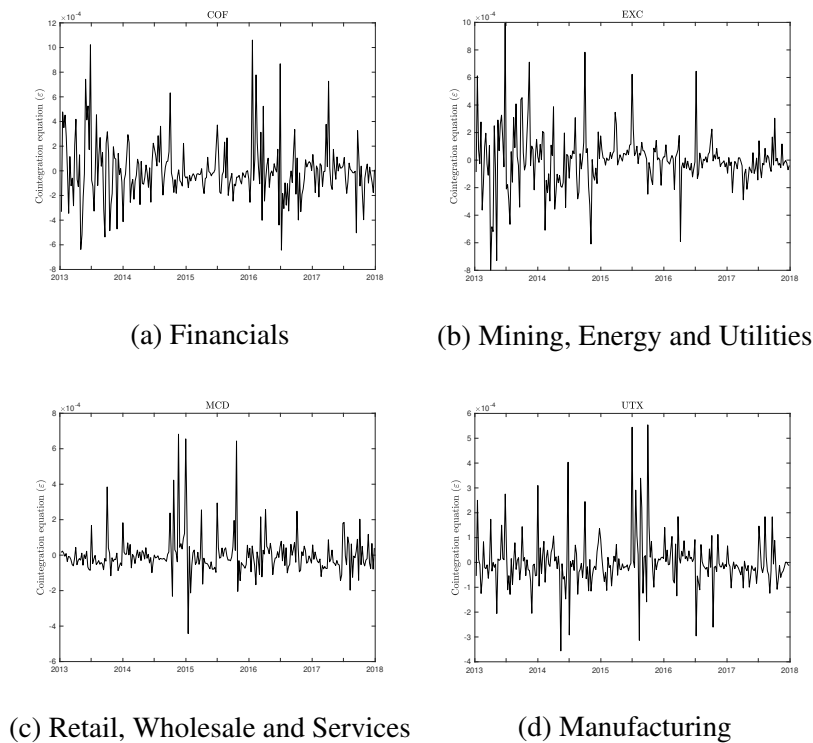 COF
×10⁻⁴
12
10
8
6
4
2
0
-2
-4
-6
-8
Cointegration equation (ε)
2013 2014 2015 2016 2017 2018
(a) Financials
EXC
×10⁻⁴
10
8
6
4
2
0
-2
-4
-6
-8
Cointegration equation (ε)
2013 2014 2015 2016 2017 2018
(b) Mining, Energy and Utilities
MCD
×10⁻⁴
8
6
4
2
0
-2
-4
-6
Cointegration equation (ε)
2013 2014 2015 2016 2017 2018
(c) Retail, Wholesale and Services
UTX
×10⁻⁴
6
5
4
3
2
1
0
-1
-2
-3
-4
Cointegration equation (ε)
2013 2014 2015 2016 2017 2018
(d) Manufacturing